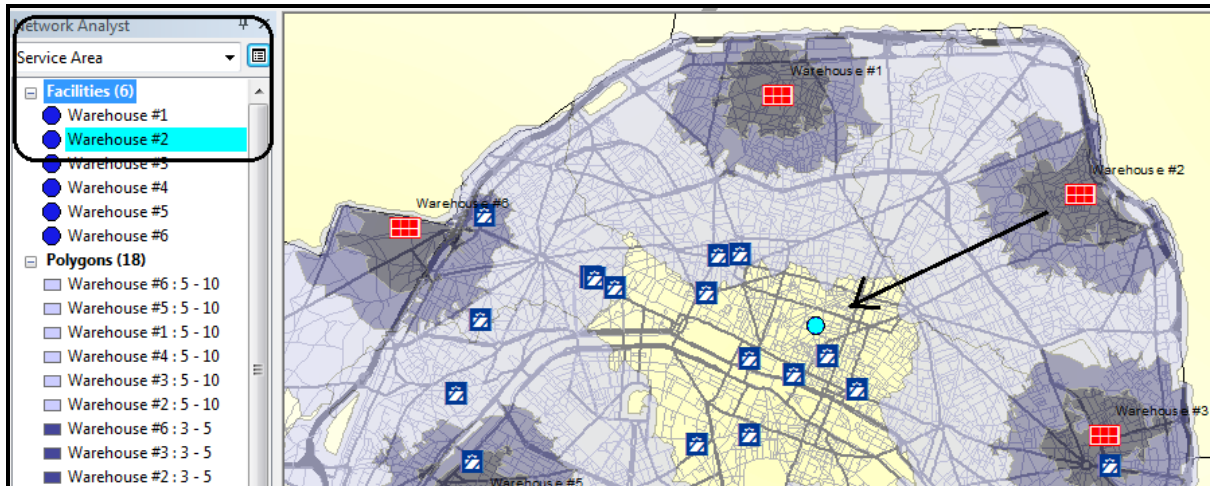 Network Analyst
Service Area
Facilities (6)
Warehouse #1
Warehouse #2
Warehouse #3
Warehouse #4
Warehouse #5
Warehouse #6
Polygons (18)
Warehouse #6 : 5 - 10
Warehouse #5 : 5 - 10
Warehouse #1 : 5 - 10
Warehouse #4 : 5 - 10
Warehouse #3 : 5 - 10
Warehouse #2 : 5 - 10
Warehouse #6 : 3 - 5
Warehouse #3 : 3 - 5
Warehouse #2 : 3 - 5
Warehouse #1
Warehouse #2
Warehouse #6
Warehouse #3
Warehouse #5